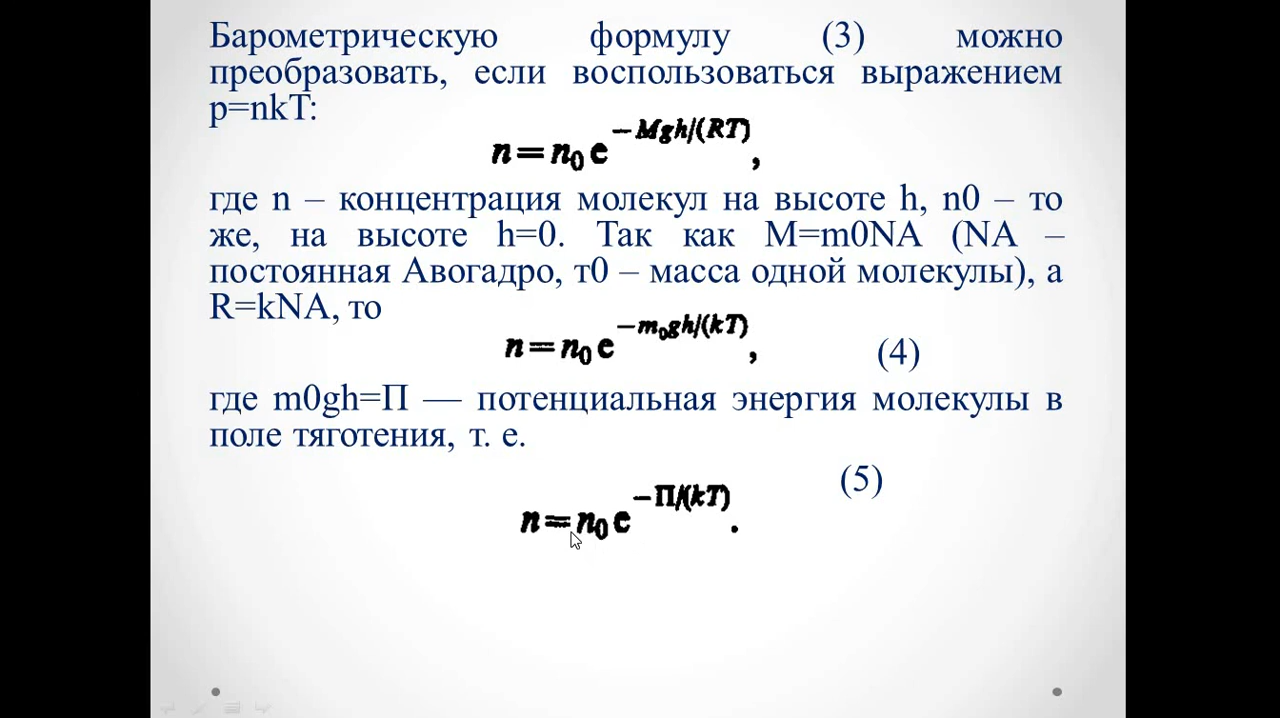 Барометрическую формулу (3) можно
преобразовать, если воспользоваться выражением
p=nkT:
n = n₀ e^{−Mgh/(RT)},
где n – концентрация молекул на высоте h, n0 – то
же, на высоте h=0. Так как M=m0NA (NA –
постоянная Авогадро, т0 – масса одной молекулы), а
R=kNA, то
n = n₀ e^{−m₀gh/(kT)}, (4)
где m0gh=П — потенциальная энергия молекулы в
поле тяготения, т. е.
(5)
n = n₀ e^{−П/(kT)}.